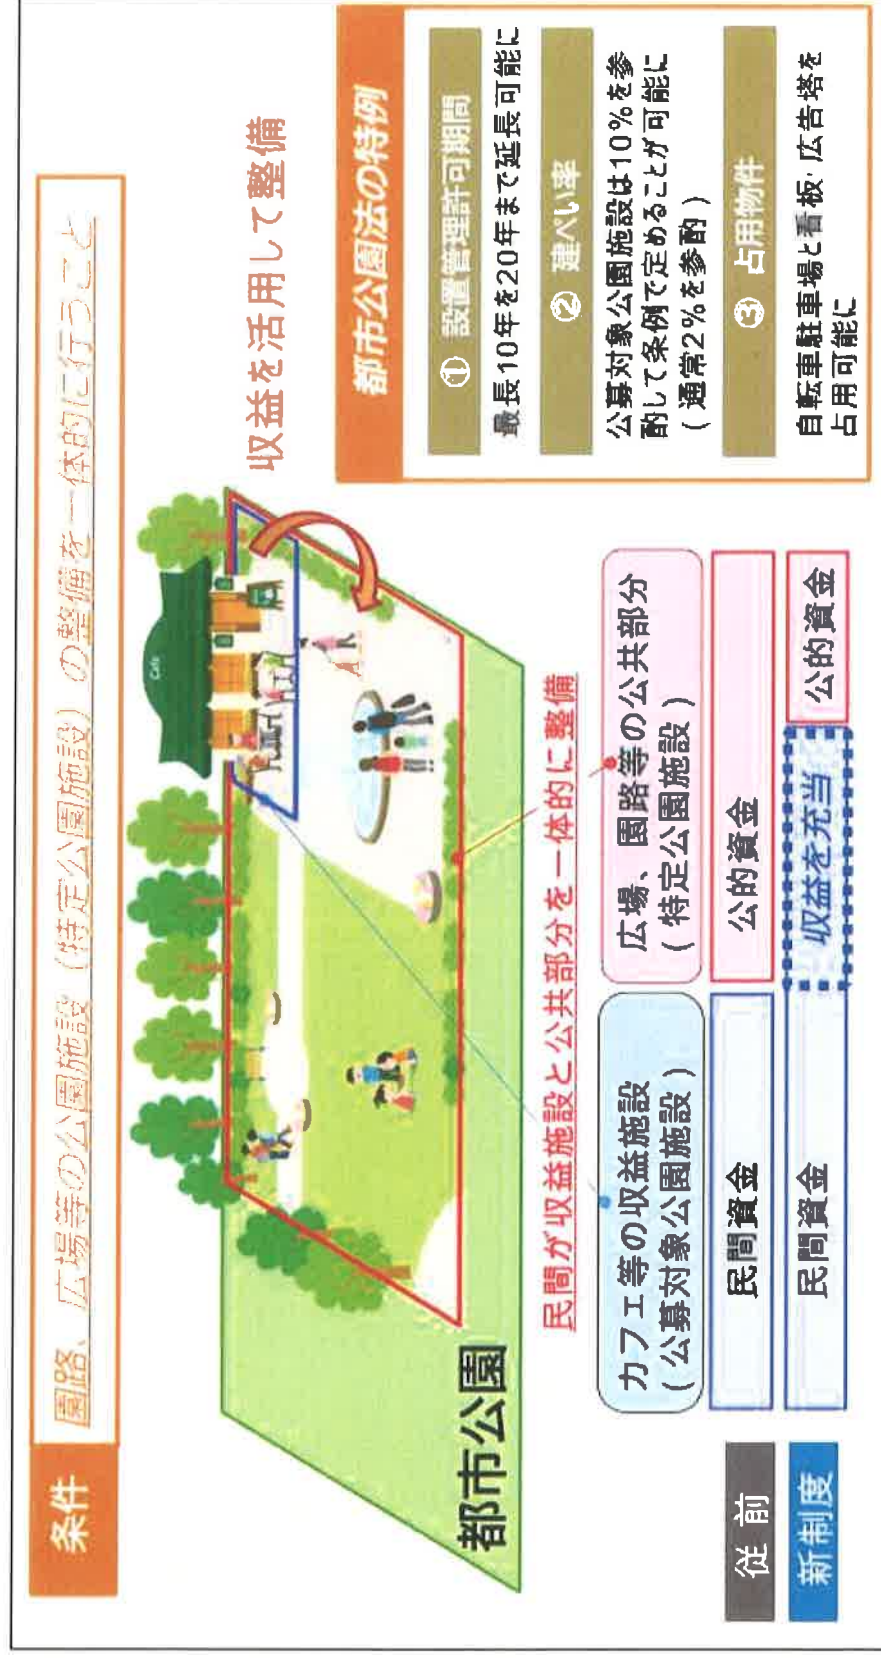 条件
園路、広場等の公園施設（特定公園施設）の整備を一体的に行うこと
収益を活用して整備
Cafe
都市公園
都市公園法の特例
① 設置管理許可期間
最長10年を20年まで延長可能に
② 建ぺい率
公募対象公園施設は10%を参
酌して条例で定めることが可能に
(通常2%を参酌)
③ 占用物件
自転車駐車場と看板・広告塔を
占用可能に
民間が収益施設と公共部分を一体的に整備
カフェ等の収益施設
(公募対象公園施設)
広場、園路等の公共部分
(特定公園施設)
従前
民間資金
公的資金
新制度
民間資金
収益を充当
公的資金